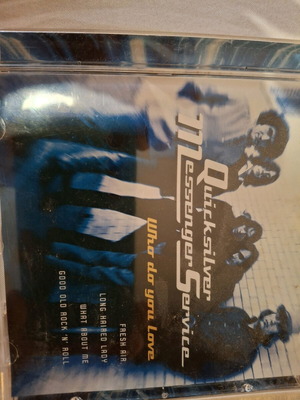 Quicksilver
Messenger Service
Who do you love
FRESH AIR
LONG HAIRED LADY
WHAT ABOUT ME
GOOD OLD ROCK 'N' ROLL